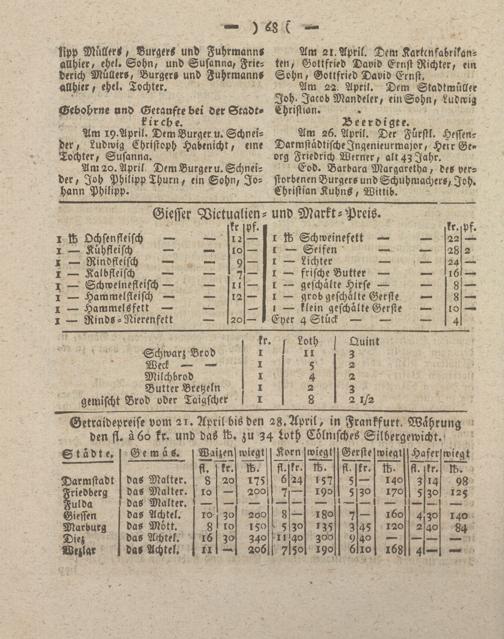 — ) 68 ( —
lipp Müllers, Burgers und Fuhrmanns
allhier, ehel. Sohn, und Susanna, Frie-
derich Müllers, Burgers und Fuhrmanns
allhier, ehel. Tochter.
Gebohrne und Getaufte bei der Stadt-
kirche.
Am 19. April. Dem Burger u. Schnei-
der, Ludwig Christoph Habenicht, eine
Tochter, Susanna.
Am 20. April Dem Burger u. Schnei-
der, Joh Philipp Thurn, ein Sohn, Jo-
hann Philipp.
Am 21. April. Dem Kartenfabrikan-
ten, Gottfried David Ernst Richter, ein
Sohn, Gottfried David Ernst.
Am 22. April. Dem Stadtmüller
Joh. Jacob Mandeler, ein Sohn, Ludwig
Christian.
Beerdigte.
Am 26. April. Der Fürstl. Hessen-
Darmstädtische Ingenieurmajor, Herr Ge-
org Friedrich Werner, alt 43 Jahr.
Eod. Barbara Margaretha, des ver-
storbenen Burgers und Schuhmachers, Joh.
Christian Kuhns, Wittib.
Giesser Victualien- und Markt-Preis.
kr pf.
1 ℔ Ochsenfleisch — — 12 —
1 — Kühfleisch — — 10 —
1 — Rindfleisch — — 9 —
1 — Kalbfleisch — — 7 —
1 — Schweinefleisch — — 11 —
1 — Hammelsfleisch — — 12 —
1 — Hammelsfett — —
1 — Rinds-Nierenfett — 20 —
kr. pf.
1 ℔ Schweinefett — — 22 —
1 — Seifen — — 28 2
1 — Lichter — — 24 —
1 — frische Butter — — 16 —
1 — geschälte Hirse — — 8 —
1 — grob geschälte Gerste — 8 —
1 — klein geschälte Gerste — 10 —
Eyer 4 Stück — — 4
kr. Loth Quint
Schwarz Brod 1 11 3
Weck — — 1 5 2
Milchbrod 1 4 2
Butter Bretzeln 1 2 3
gemischt Brod oder Taigscher 1 8 2 1/2
Getraidepreise vom 21. April bis den 28. April, in Frankfurt. Währung
den fl. à 60 kr. und das ℔. zu 34 Loth Cölnisches Silbergewicht.
Städte. Gemäs. Waizen wiegt Korn wiegt Gerste wiegt Hafer wiegt
fl. kr. ℔. fl. kr. ℔. fl. kr. ℔. fl. kr. ℔.
Darmstadt das Malter. 8 20 175 6 24 157 5 — 140 3 14 98
Friedberg das Malter. 10 — 200 7 — 190 5 30 170 5 30 125
Fulda das Malter.
Giessen das Achtel. 10 30 200 8 — 180 7 — 160 4 30 140
Marburg das Mött. 8 10 150 5 30 135 3 45 120 2 40 84
Diez das Achtel. 16 30 340 11 40 300 9 40 — — — —
Wezlar das Achtel. 11 — 206 7 50 190 6 10 168 4 — —